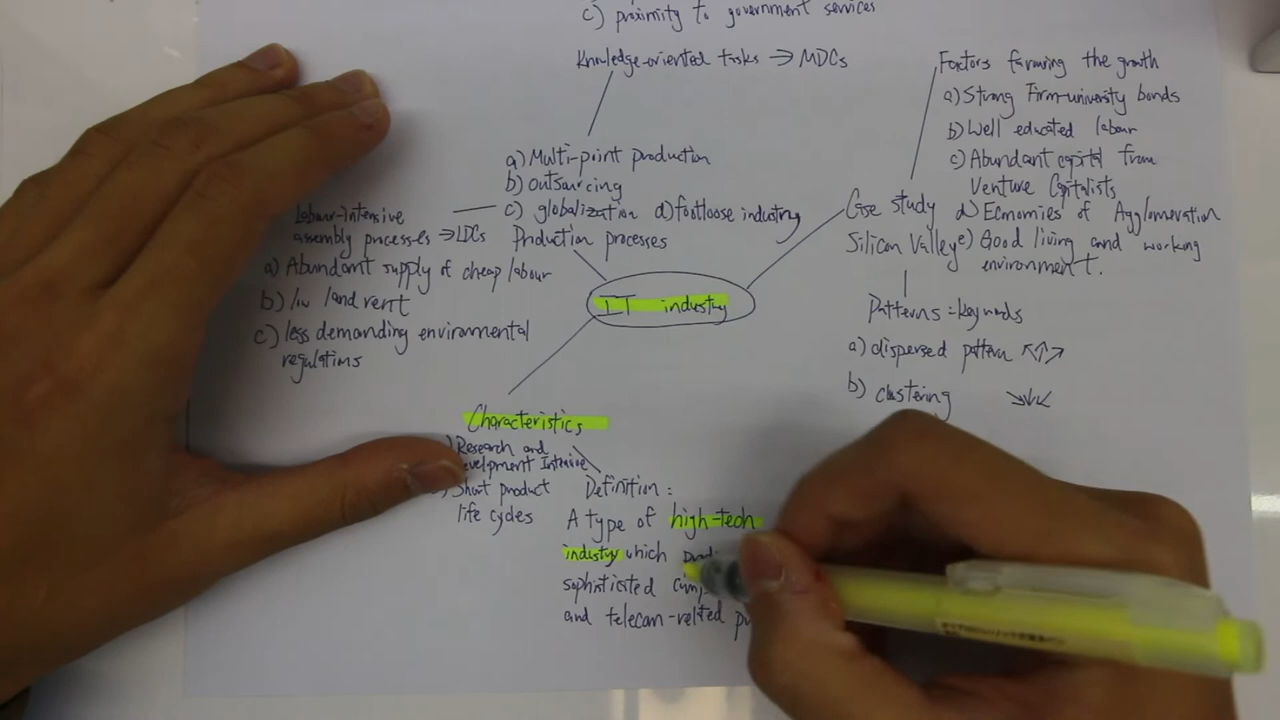 c) proximity to government services
Knowledge-oriented tasks → MDCs
a) Multi-point production
b) outsourcing
c) globalization d) footloose industry
Production processes
Labour-Intensive
assembly processes → LDCs
a) Abundant supply of cheap labour
b) low land rent
c) less demanding environmental
regulations
IT industry
Factors favouring the growth
a) Strong Firm-university bonds
b) Well educated labour
c) Abundant capital from
Venture Capitalists
d) Economies of Agglomeration
e) Good living and working
environment.
Case study
Silicon Valley
Patterns = keywords
a) dispersed pattern ↖↑↗
b) clustering ↘↓↙
Characteristics
Research and
Development Intensive
Short product
life cycles
Definition :
A type of high-tech
industry which
sophisticated
and telecom-related